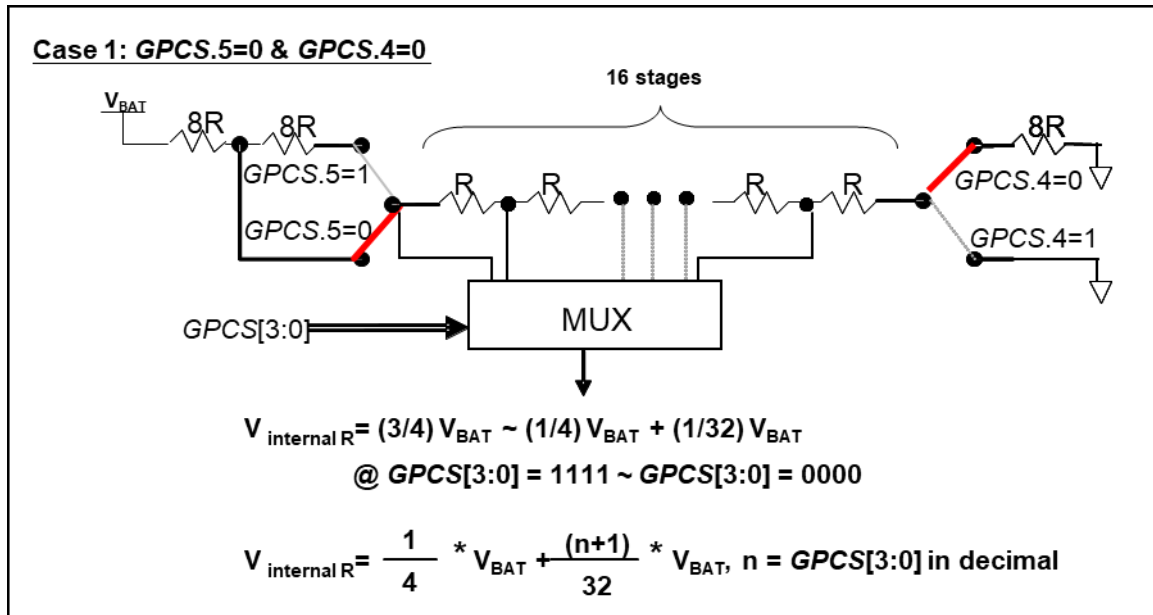 Case 1: GPCS.5=0 & GPCS.4=0
16 stages
VBAT
8R 8R 8R
GPCS.5=1
R R R R
GPCS.4=0
GPCS.5=0
GPCS.4=1
MUX
GPCS[3:0]
V internal R = (3/4) VBAT ~ (1/4) VBAT + (1/32) VBAT
@ GPCS[3:0] = 1111 ~ GPCS[3:0] = 0000
V internal R = 1/4 * VBAT + (n+1)/32 * VBAT, n = GPCS[3:0] in decimal